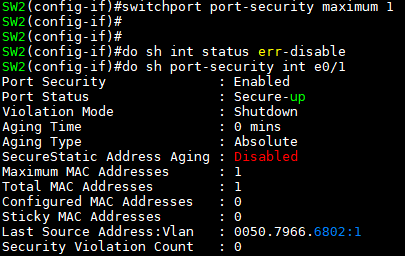 SW2(config-if)#switchport port-security maximum 1
SW2(config-if)#
SW2(config-if)#
SW2(config-if)#do sh int status err-disable
SW2(config-if)#do sh port-security int e0/1
Port Security              : Enabled
Port Status                : Secure-up
Violation Mode             : Shutdown
Aging Time                 : 0 mins
Aging Type                 : Absolute
SecureStatic Address Aging : Disabled
Maximum MAC Addresses      : 1
Total MAC Addresses        : 1
Configured MAC Addresses   : 0
Sticky MAC Addresses       : 0
Last Source Address:Vlan   : 0050.7966.6802:1
Security Violation Count   : 0